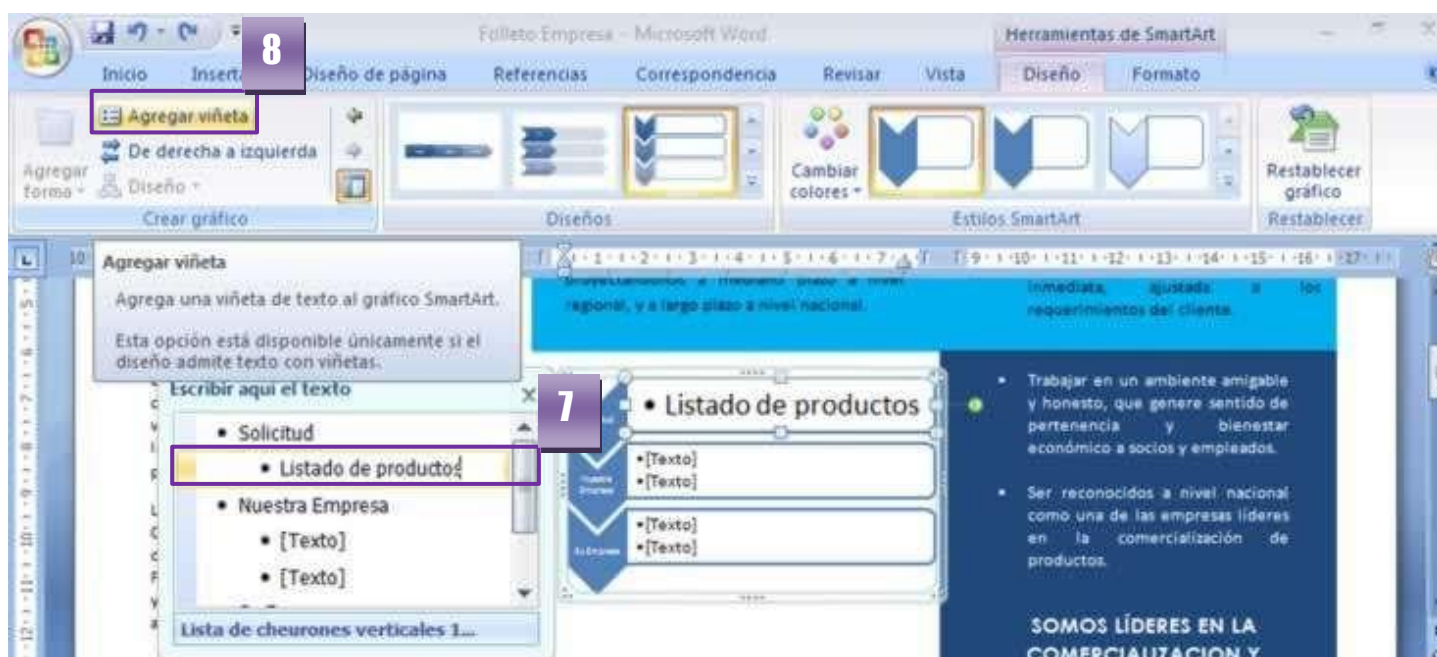 Folleto Empresa - Microsoft Word
Herramientas de SmartArt
8
Inicio Inserta Diseño de página Referencias Correspondencia Revisar Vista Diseño Formato
Agregar forma
Agregar viñeta
De derecha a izquierda
Diseño
Cambiar colores
Restablecer gráfico
Crear gráfico Diseños Estilos SmartArt Restablecer
Agregar viñeta
Agrega una viñeta de texto al gráfico SmartArt.
Esta opción está disponible únicamente si el
diseño admite texto con viñetas.
regional, y a largo plazo a nivel nacional.
inmediata, ajustada a los
requerimientos del cliente.
Escribir aquí el texto
7
• Solicitud
• Listado de productos
• Nuestra Empresa
• [Texto]
• [Texto]
Lista de cheurones verticales 1...
• Listado de productos
•[Texto]
•[Texto]
•[Texto]
•[Texto]
• Trabajar en un ambiente amigable
y honesto, que genere sentido de
pertenencia y bienestar
económico a socios y empleados.
• Ser reconocidos a nivel nacional
como una de las empresas líderes
en la comercialización de
productos.
SOMOS LÍDERES EN LA
COMERCIALIZACION Y